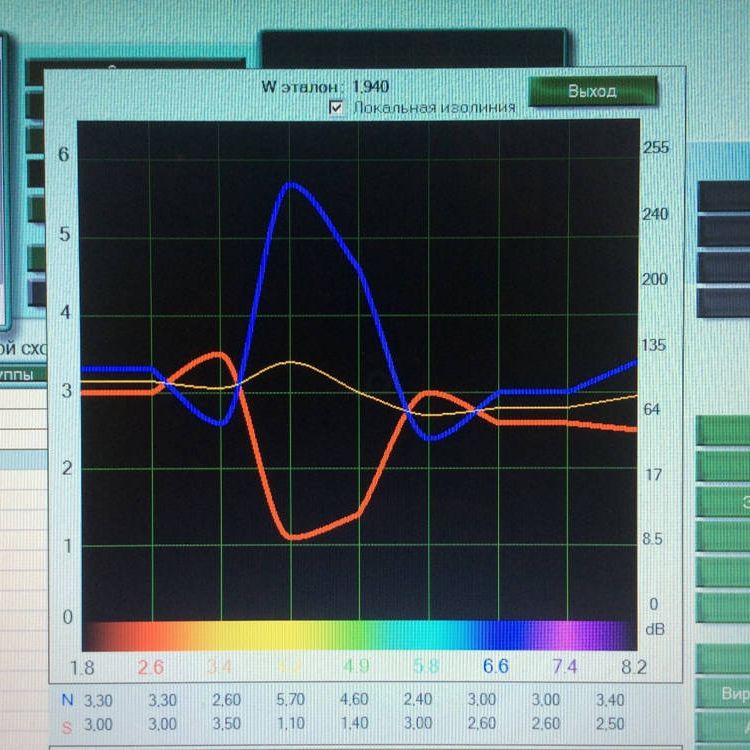 W эталон: 1,940
Выход
Локальная изолиния
6 255
5 240
4 200
ой схо
135
уппы
3 64
2 17
1 8.5
0 0
dB
1.8 2.6 3.4 4.9 5.8 6.6 7.4 8.2
N 3,30 3,30 2,60 5,70 4,60 2,40 3,00 3,00 3,40
S 3,00 3,00 3,50 1,10 1,40 3,00 2,60 2,60 2,50
Вир